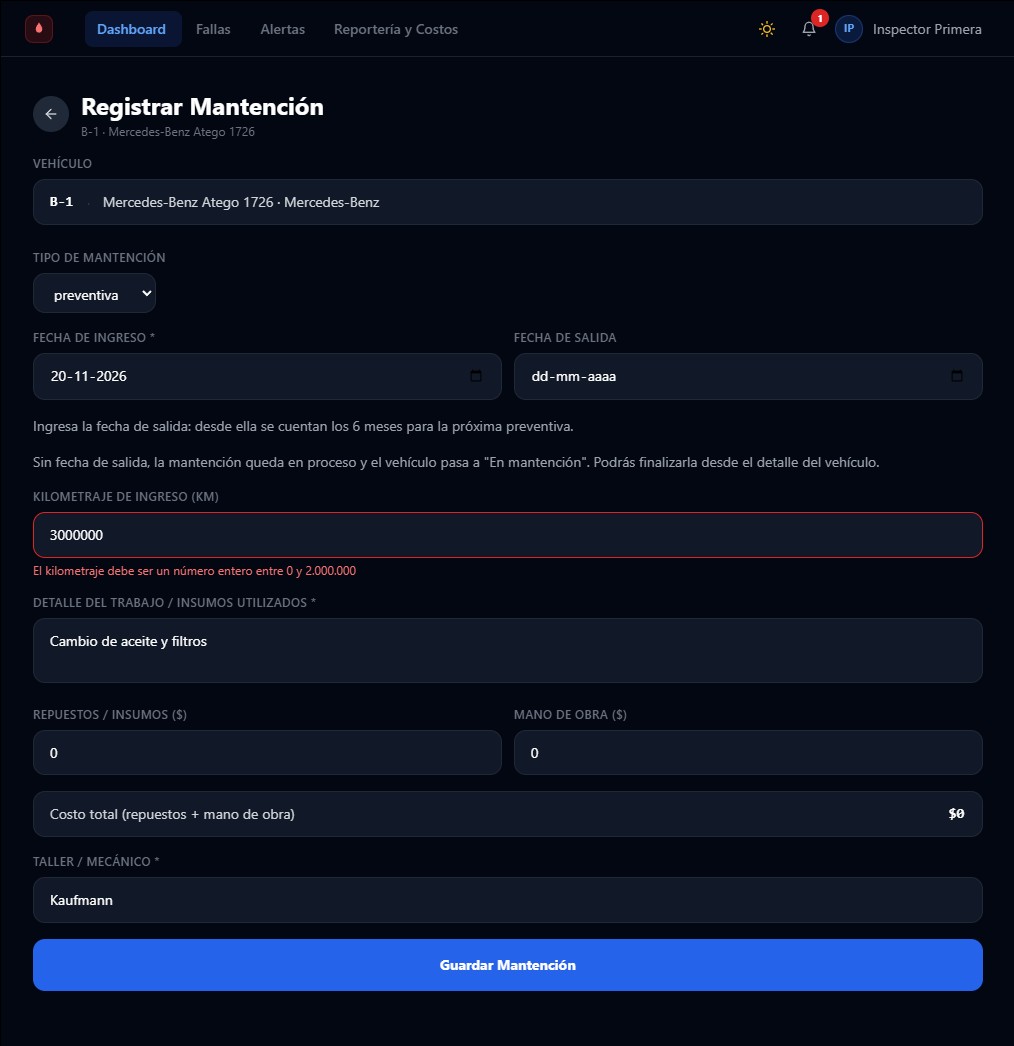 Dashboard Fallas Alertas Reportería y Costos 1 IP Inspector Primera
Registrar Mantención
B-1 · Mercedes-Benz Atego 1726
VEHÍCULO
B-1 · Mercedes-Benz Atego 1726 · Mercedes-Benz
TIPO DE MANTENCIÓN
preventiva
FECHA DE INGRESO * FECHA DE SALIDA
20-11-2026 dd-mm-aaaa
Ingresa la fecha de salida: desde ella se cuentan los 6 meses para la próxima preventiva.
Sin fecha de salida, la mantención queda en proceso y el vehículo pasa a "En mantención". Podrás finalizarla desde el detalle del vehículo.
KILOMETRAJE DE INGRESO (KM)
3000000
El kilometraje debe ser un número entero entre 0 y 2.000.000
DETALLE DEL TRABAJO / INSUMOS UTILIZADOS *
Cambio de aceite y filtros
REPUESTOS / INSUMOS ($) MANO DE OBRA ($)
0 0
Costo total (repuestos + mano de obra) $0
TALLER / MECÁNICO *
Kaufmann
Guardar Mantención